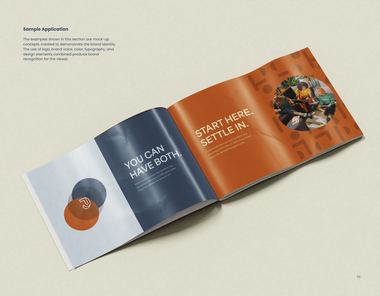 Sample Application
The examples shown in this section are mock-up
concepts created to demonstrate the brand identity.
The use of logo, brand voice, color, typography, and
design elements combined produce brand
recognition for the viewer.
YOU CAN
HAVE BOTH.
START HERE.
SETTLE IN.